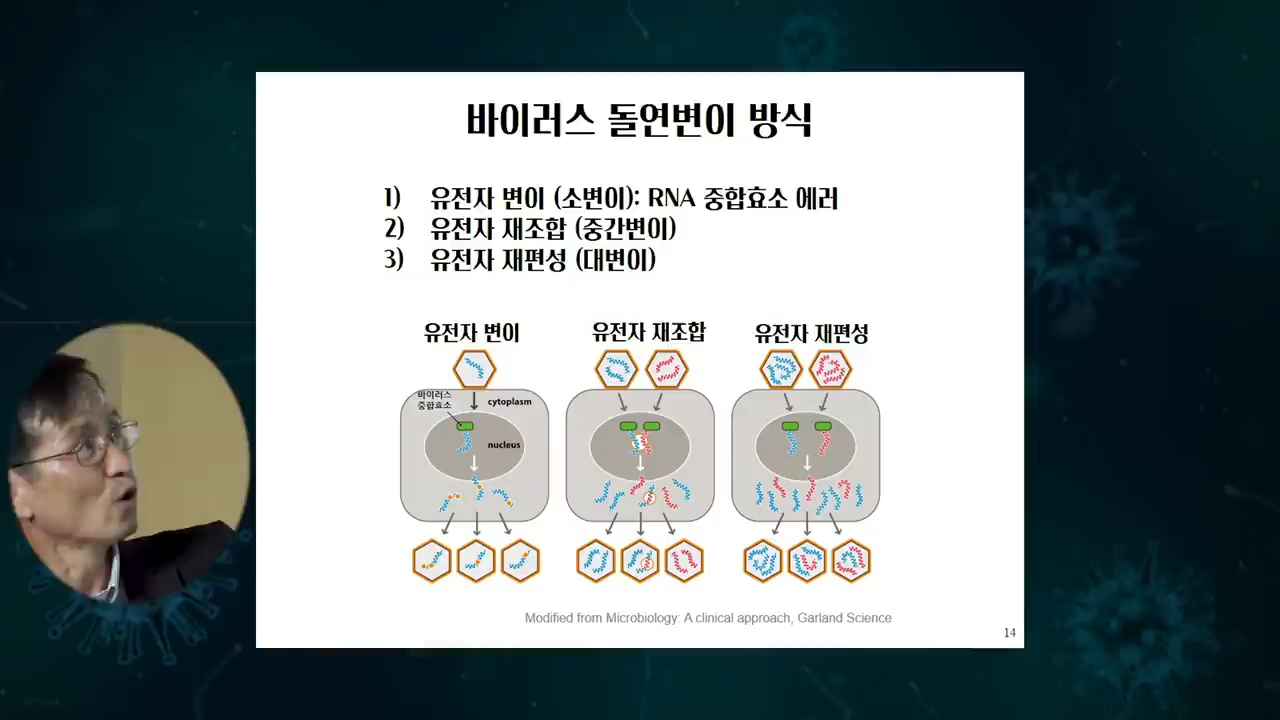 바이러스 돌연변이 방식
1) 유전자 변이 (소변이): RNA 중합효소 에러
2) 유전자 재조합 (중간변이)
3) 유전자 재편성 (대변이)
유전자 변이
유전자 재조합
유전자 재편성
바이러스
중합효소
cytoplasm
nucleus
Modified from Microbiology: A clinical approach, Garland Science
14